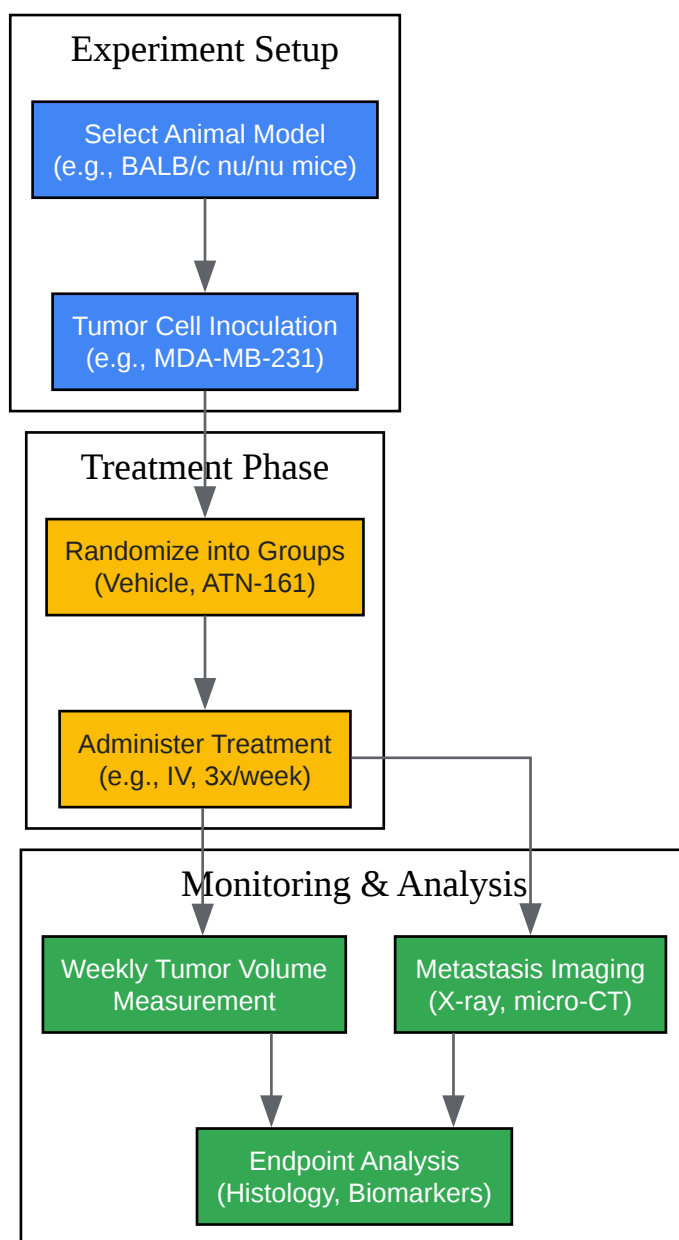 Experiment Setup
Select Animal Model
(e.g., BALB/c nu/nu mice)
Tumor Cell Inoculation
(e.g., MDA-MB-231)
Treatment Phase
Randomize into Groups
(Vehicle, ATN-161)
Administer Treatment
(e.g., IV, 3x/week)
Monitoring & Analysis
Weekly Tumor Volume
Measurement
Metastasis Imaging
(X-ray, micro-CT)
Endpoint Analysis
(Histology, Biomarkers)